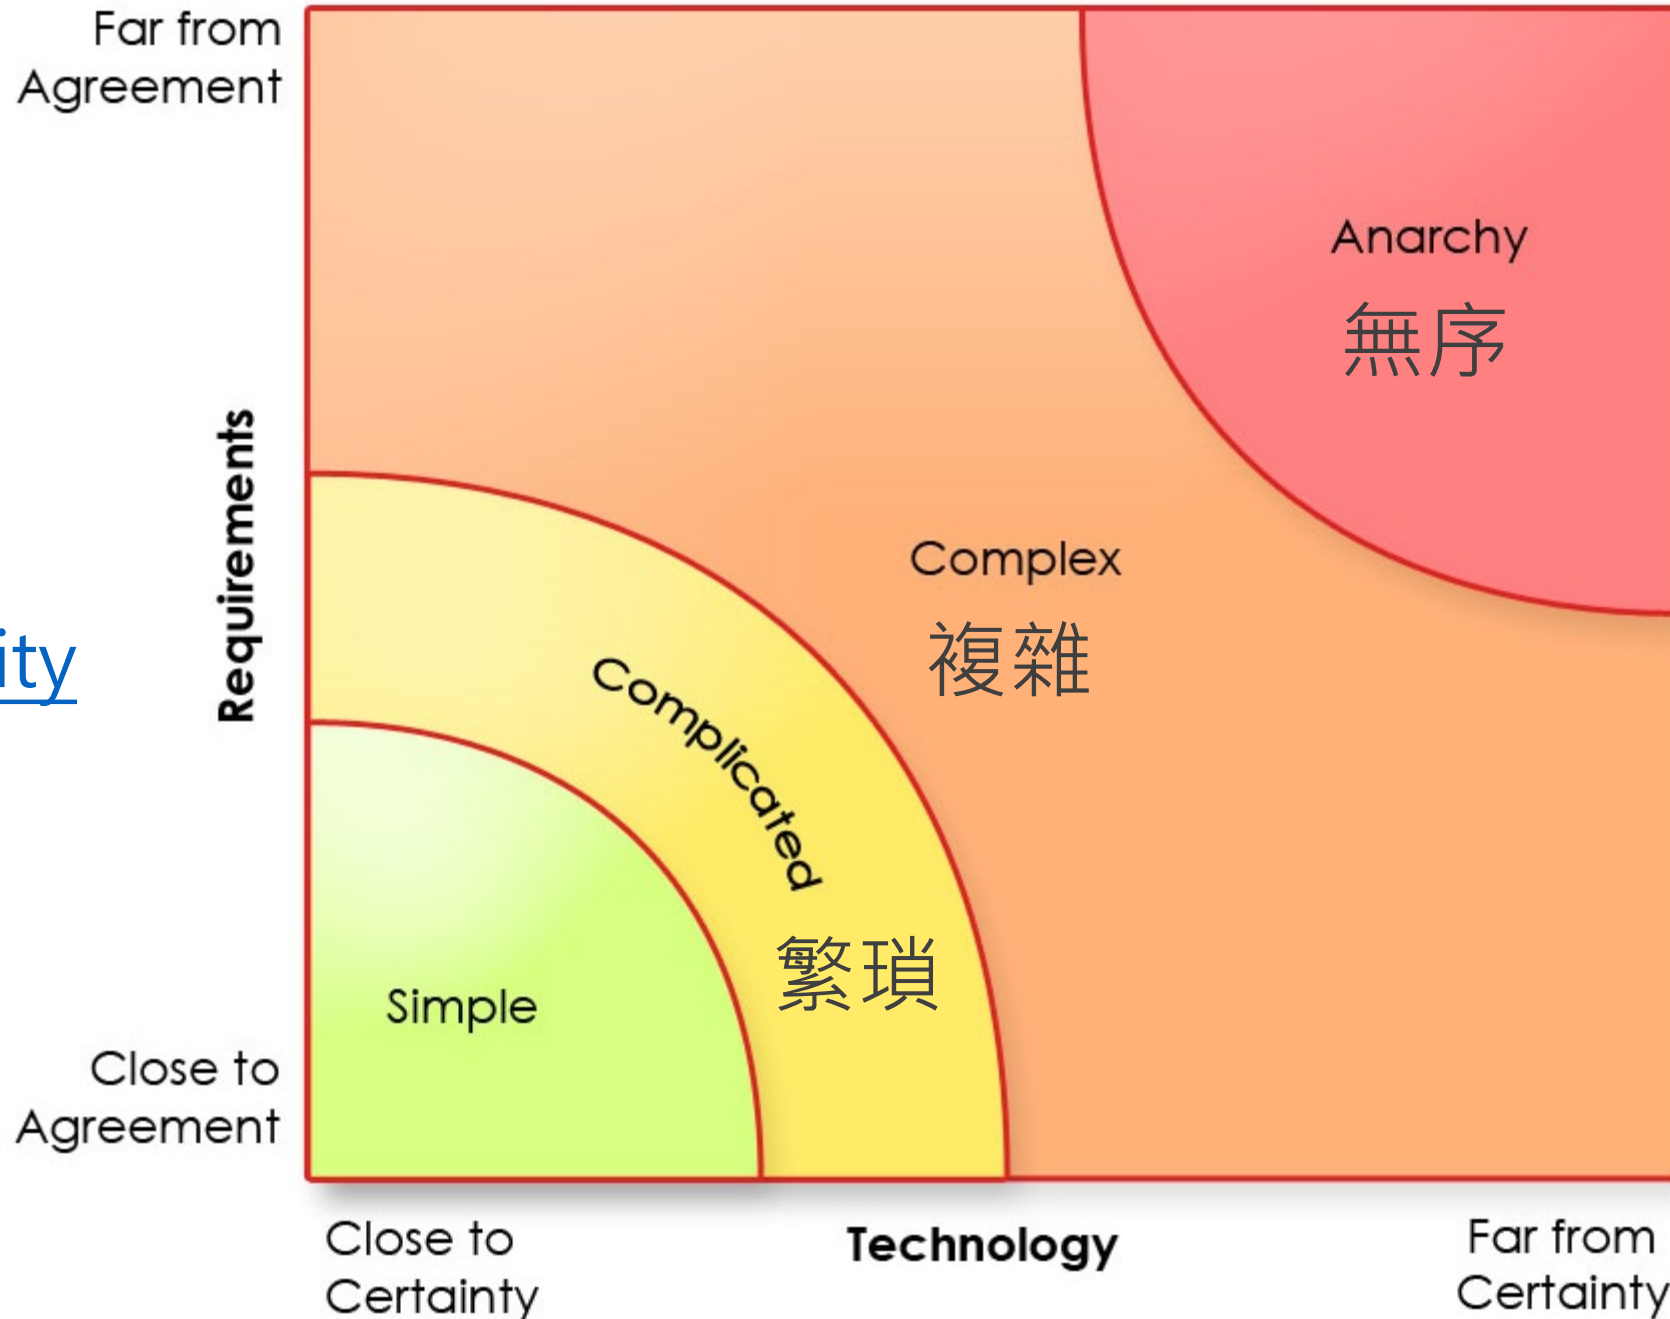 Far from
Agreement
Anarchy
無序
Requirements
Complex
複雜
ity
Complicated
繁瑣
Simple
Close to
Agreement
Close to
Certainty
Technology
Far from
Certainty